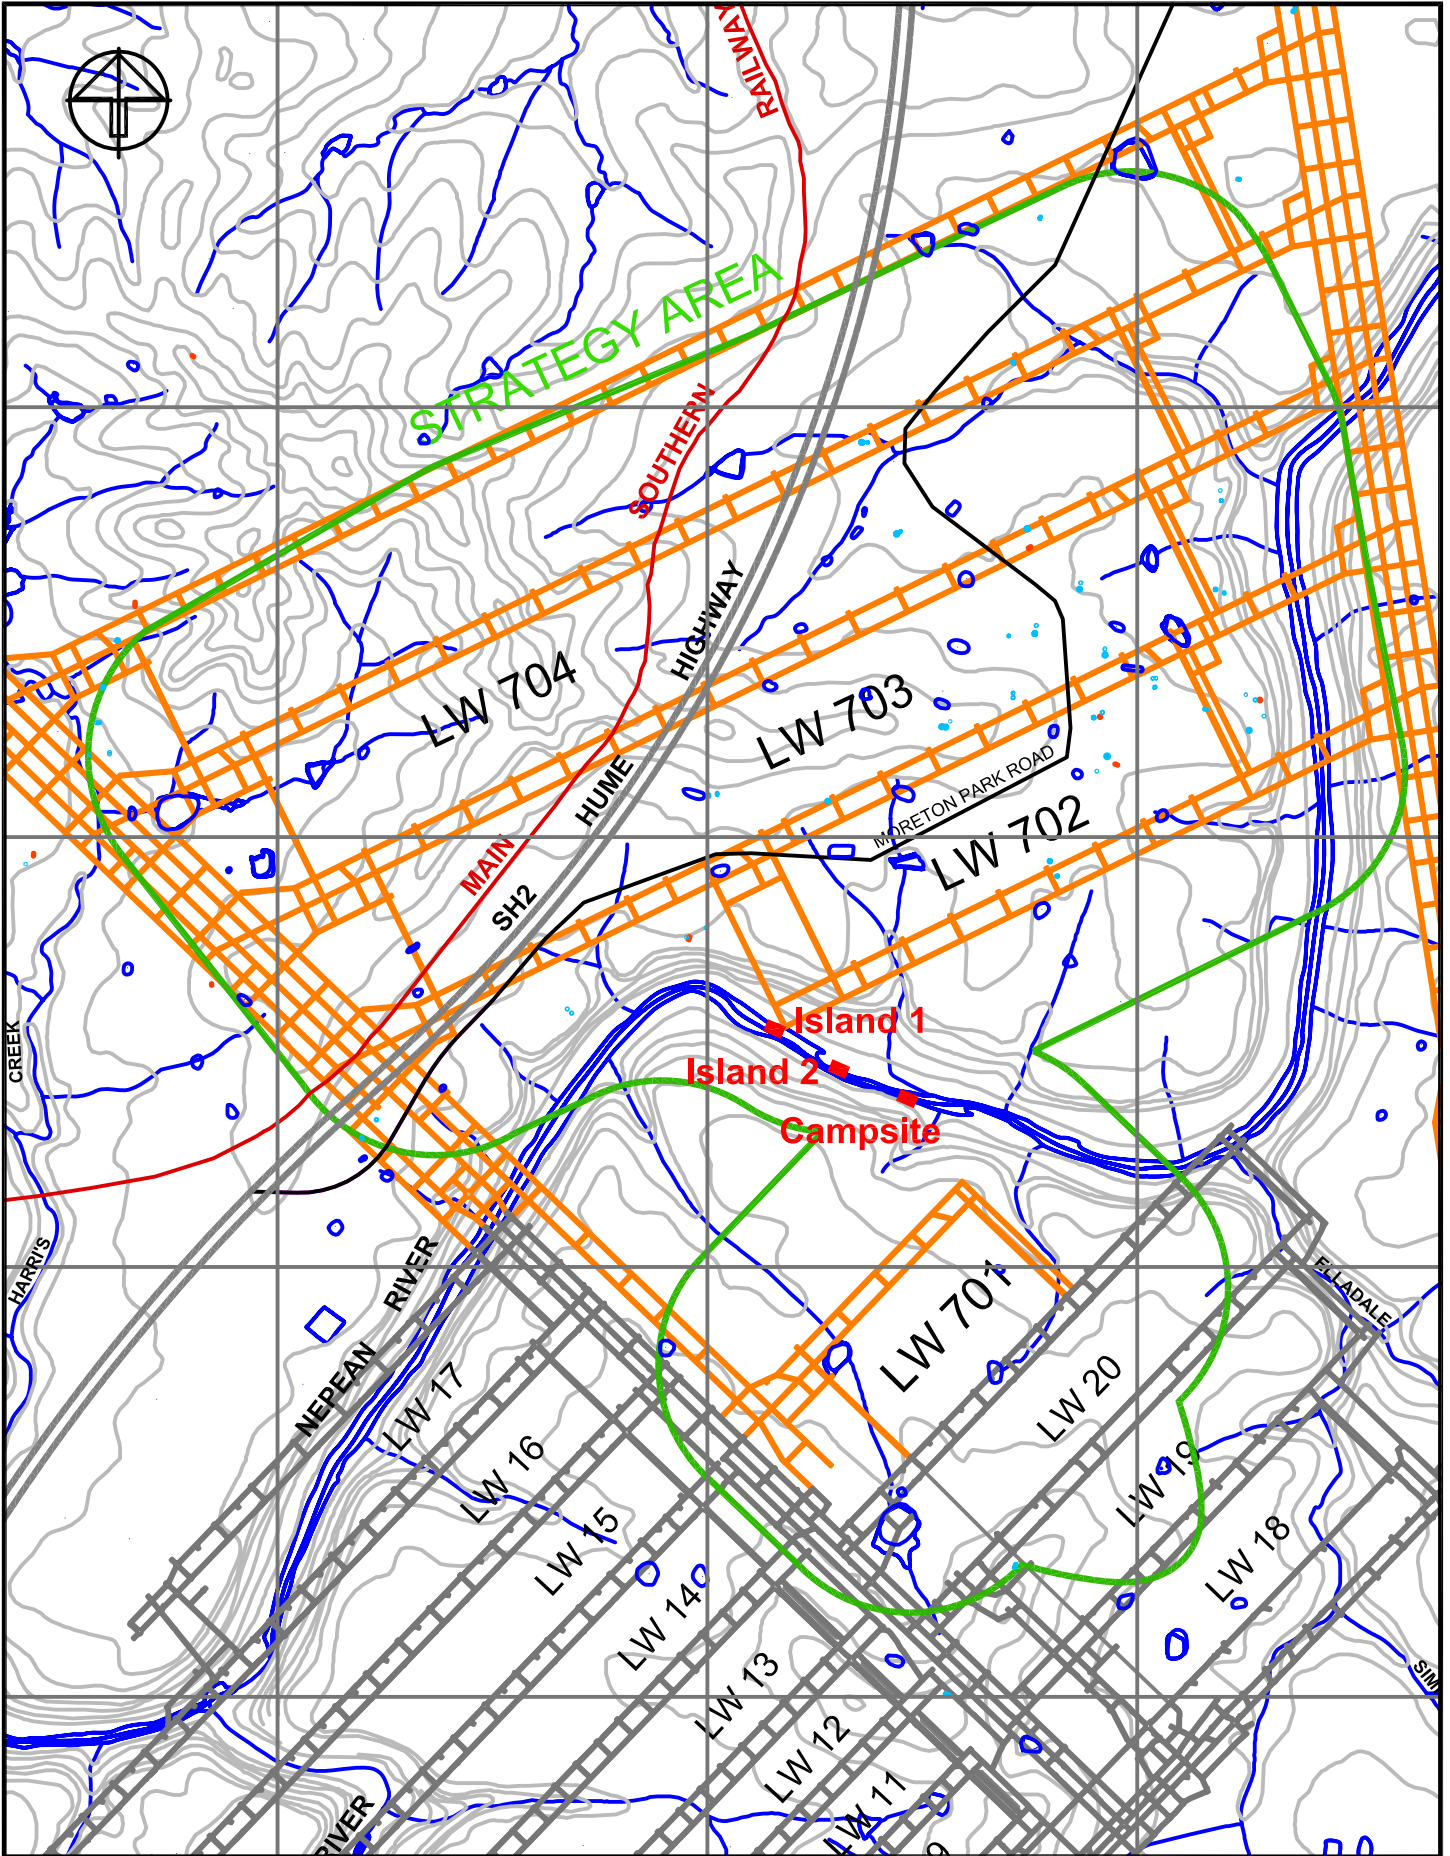 RAILWAY
STRATEGY AREA
SOUTHERN
HIGHWAY
LW 704
LW 703
HUME
MORETON PARK ROAD
LW 702
MAIN
SH2
Island 1
CREEK
Island 2
Campsite
HARRI'S
RIVER
NEPEAN
LW 701
ELLADALE
LW 17
LW 20
LW 16
LW 19
LW 15
LW 18
LW 14
LW 13
SIM
LW 12
LW 11
RIVER
9